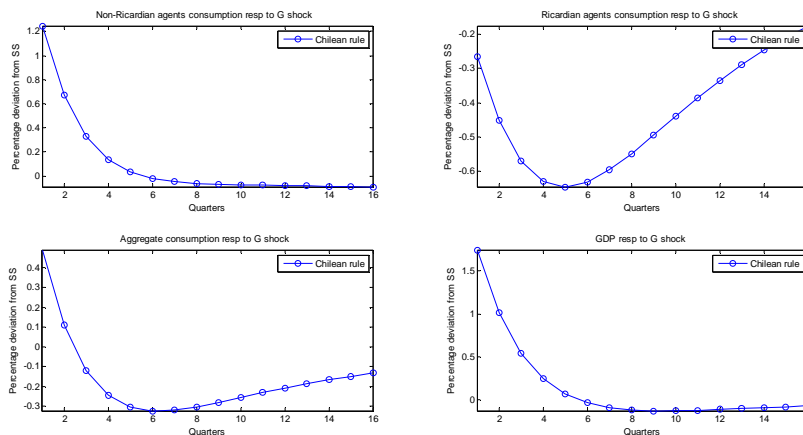 Non-Ricardian agents consumption resp to G shock
Percentage deviation from SS
1.2
1
0.8
0.6
0.4
0.2
0
2 4 6 8 10 12 14 16
Quarters
Chilean rule
Ricardian agents consumption resp to G shock
Percentage deviation from SS
-0.2
-0.3
-0.4
-0.5
-0.6
2 4 6 8 10 12 14
Quarters
Chilean rule
Aggregate consumption resp to G shock
Percentage deviation from SS
0.4
0.3
0.2
0.1
0
-0.1
-0.2
-0.3
2 4 6 8 10 12 14 16
Quarters
Chilean rule
GDP resp to G shock
Percentage deviation from SS
1.5
1
0.5
0
2 4 6 8 10 12 14
Quarters
Chilean rule